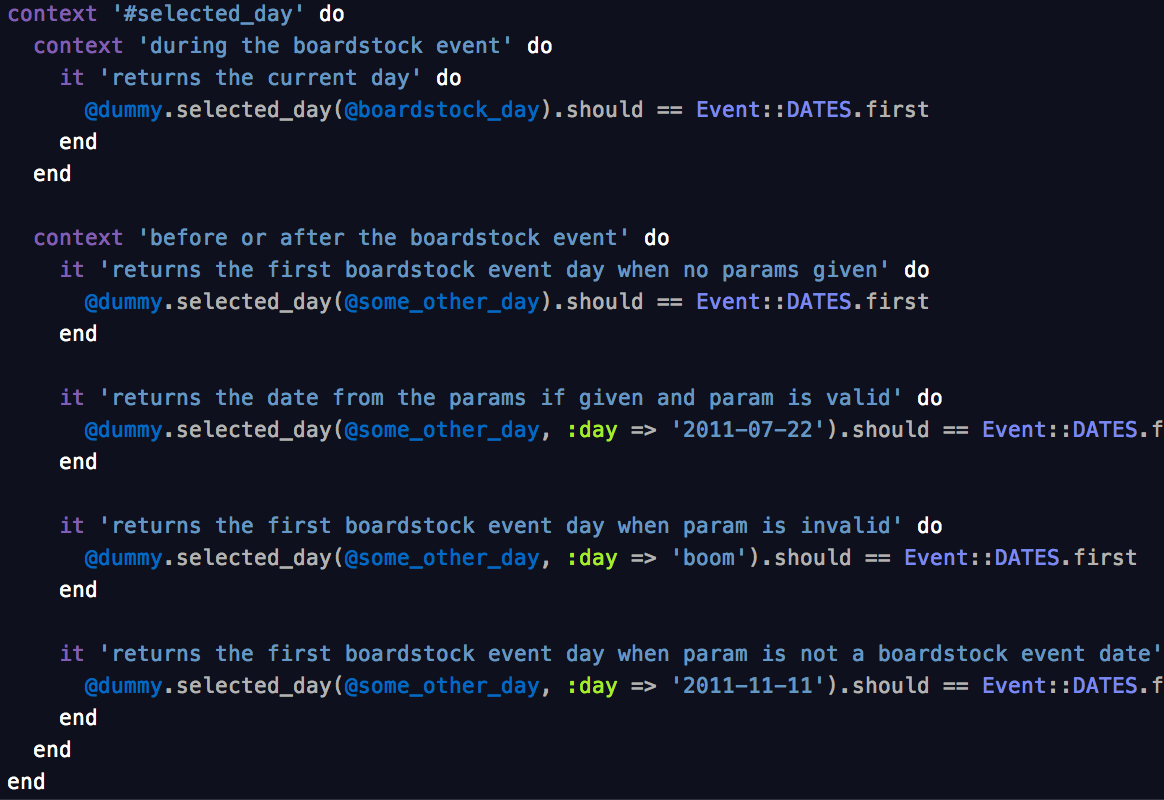 context '#selected_day' do
  context 'during the boardstock event' do
    it 'returns the current day' do
      @dummy.selected_day(@boardstock_day).should == Event::DATES.first
    end
  end

  context 'before or after the boardstock event' do
    it 'returns the first boardstock event day when no params given' do
      @dummy.selected_day(@some_other_day).should == Event::DATES.first
    end

    it 'returns the date from the params if given and param is valid' do
      @dummy.selected_day(@some_other_day, :day => '2011-07-22').should == Event::DATES.f
    end

    it 'returns the first boardstock event day when param is invalid' do
      @dummy.selected_day(@some_other_day, :day => 'boom').should == Event::DATES.first
    end

    it 'returns the first boardstock event day when param is not a boardstock event date'
      @dummy.selected_day(@some_other_day, :day => '2011-11-11').should == Event::DATES.f
    end
  end
end